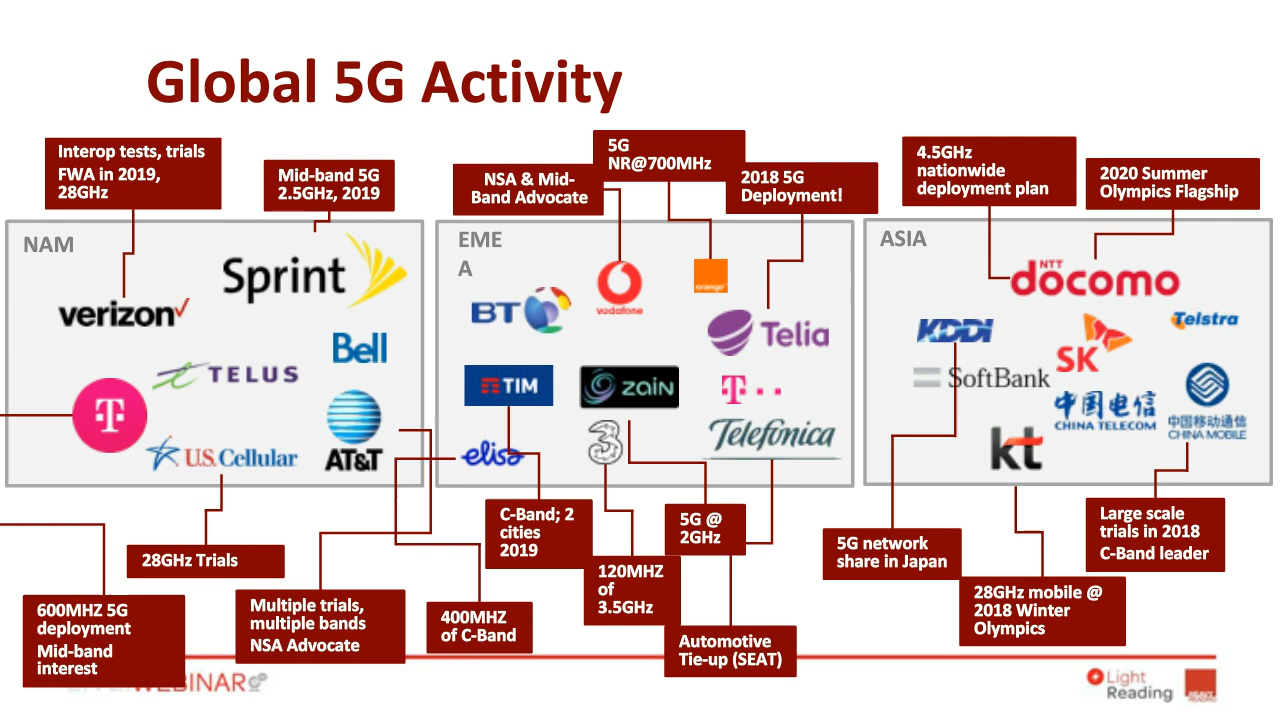 Global 5G Activity
Interop tests, trials
FWA in 2019,
28GHz
Mid-band 5G
2.5GHz, 2019
NSA & Mid-
Band Advocate
5G
NR@700MHz
2018 5G
Deployment!
4.5GHz
nationwide
deployment plan
2020 Summer
Olympics Flagship
NAM
Sprint
verizon
Bell
TELUS
T
U.S. Cellular
AT&T
EME
A
BT
vodafone
orange
Telia
TIM
zain
T
elisa
3
Telefónica
ASIA
NTT
docomo
KDDI
SK
Telstra
SoftBank
中国电信
CHINA TELECOM
中国移动通信
CHINA MOBILE
kt
28GHz Trials
600MHZ 5G
deployment
Mid-band
interest
Multiple trials,
multiple bands
NSA Advocate
400MHZ
of C-Band
C-Band; 2
cities
2019
120MHZ
of
3.5GHz
5G @
2GHz
Automotive
Tie-up (SEAT)
5G network
share in Japan
28GHz mobile @
2018 Winter
Olympics
Large scale
trials in 2018
C-Band leader
WEBINAR
Light
Reading